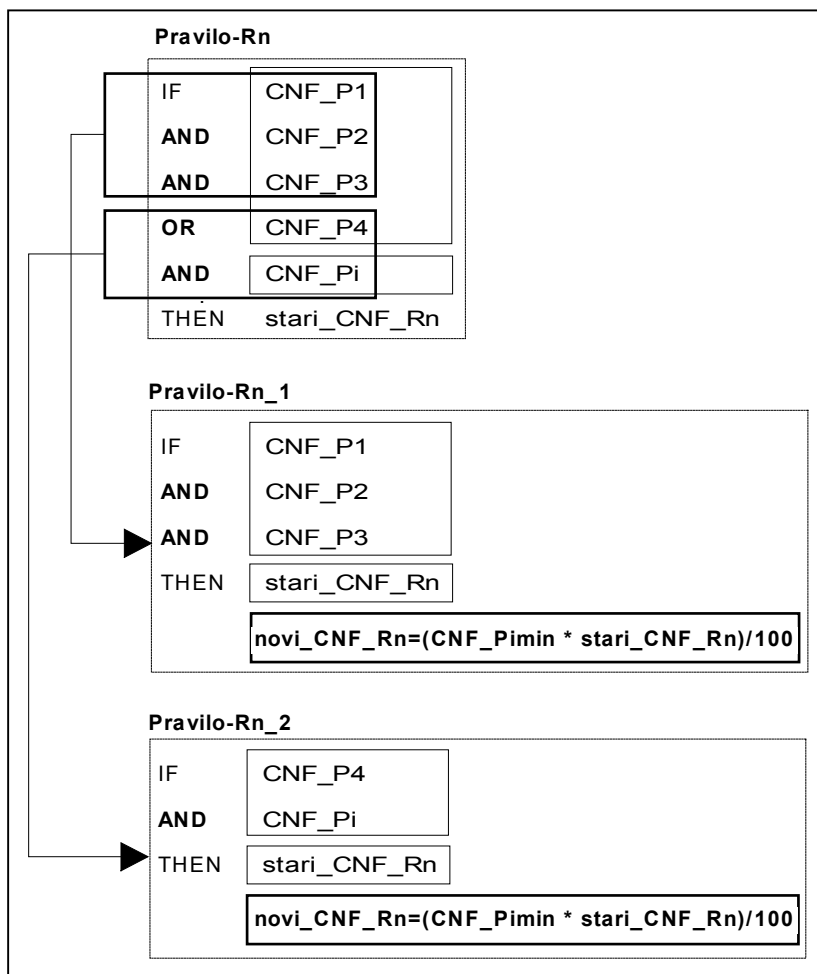 Pravilo-Rn
IF CNF_P1
AND CNF_P2
AND CNF_P3
OR CNF_P4
AND CNF_Pi
THEN stari_CNF_Rn
Pravilo-Rn_1
IF CNF_P1
AND CNF_P2
AND CNF_P3
THEN stari_CNF_Rn
novi_CNF_Rn=(CNF_Pimin * stari_CNF_Rn)/100
Pravilo-Rn_2
IF CNF_P4
AND CNF_Pi
THEN stari_CNF_Rn
novi_CNF_Rn=(CNF_Pimin * stari_CNF_Rn)/100